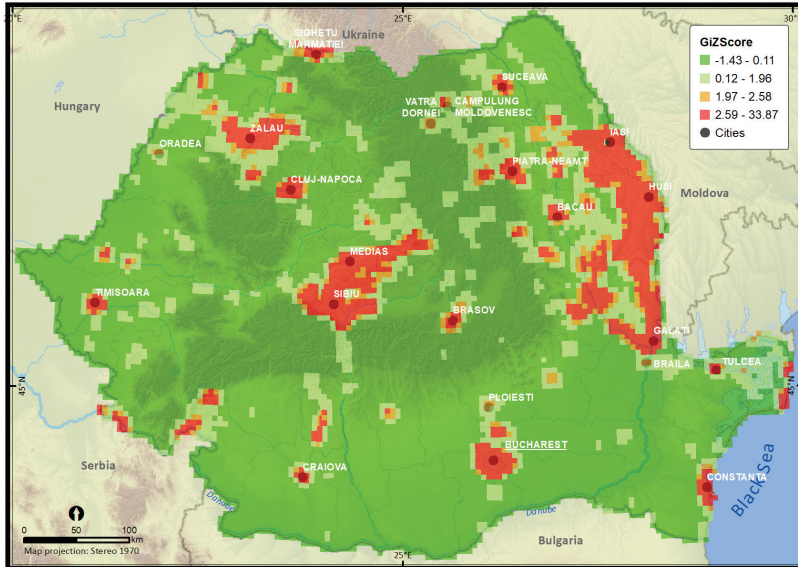 20°E
25°E
30°E
Ukraine
SIGHETU
MARMATIEI
GiZScore
-1.43 - 0.11
0.12 - 1.96
1.97 - 2.58
2.59 - 33.87
Cities
SUCEAVA
Hungary
VATRA
DORNEI
CAMPULUNG
MOLDOVENESC
ZALAU
IASI
ORADEA
PIATRA-NEAMT
CLUJ-NAPOCA
HUSI
Moldova
BACAU
MEDIAS
TIMISOARA
SIBIU
BRASOV
GALATI
BRAILA
TULCEA
45°N
45°N
PLOIESTI
BUCHAREST
Serbia
CRAIOVA
CONSTANTA
Black Sea
Danube
Danube
0 50 100
km
Map projection: Stereo 1970
Bulgaria
25°E